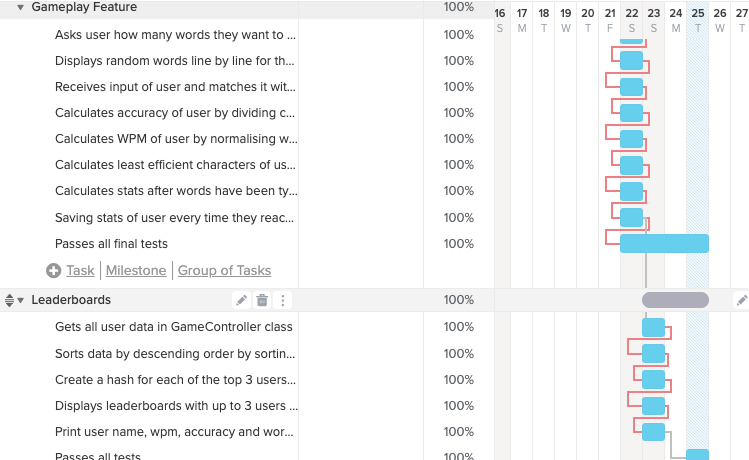 Gameplay Feature 100%
16 17 18 19 20 21 22 23 24 25 26 27
S M T W T F S S M T W T
Asks user how many words they want to ... 100%
Displays random words line by line for th... 100%
Receives input of user and matches it wit... 100%
Calculates accuracy of user by dividing c... 100%
Calculates WPM of user by normalising w... 100%
Calculates least efficient characters of us... 100%
Calculates stats after words have been ty... 100%
Saving stats of user every time they reac... 100%
Passes all final tests 100%
Task | Milestone | Group of Tasks
Leaderboards 100%
Gets all user data in GameController class 100%
Sorts data by descending order by sortin... 100%
Create a hash for each of the top 3 users... 100%
Displays leaderboards with up to 3 users ... 100%
Print user name, wpm, accuracy and wor... 100%
Passes all tests 100%